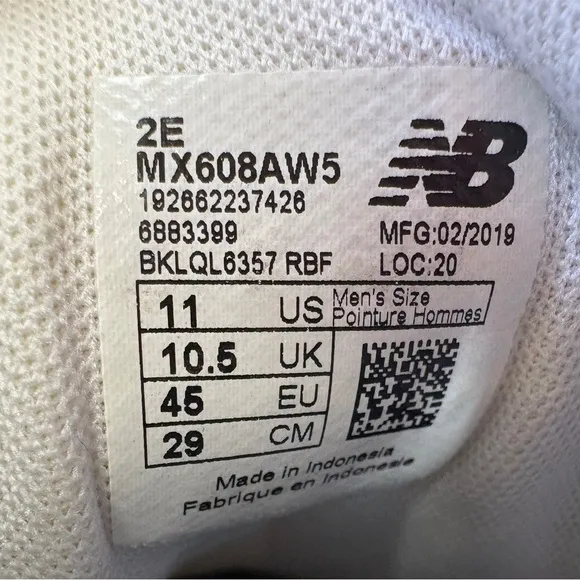 2E
MX608AW5
192662237426
6883399
BKLQL6357 RBF
NB
MFG:02/2019
LOC:20
11 US Men's Size
Pointure Hommes
10.5 UK
45 EU
29 CM
Made in Indonesia
Fabrique en Indonesie